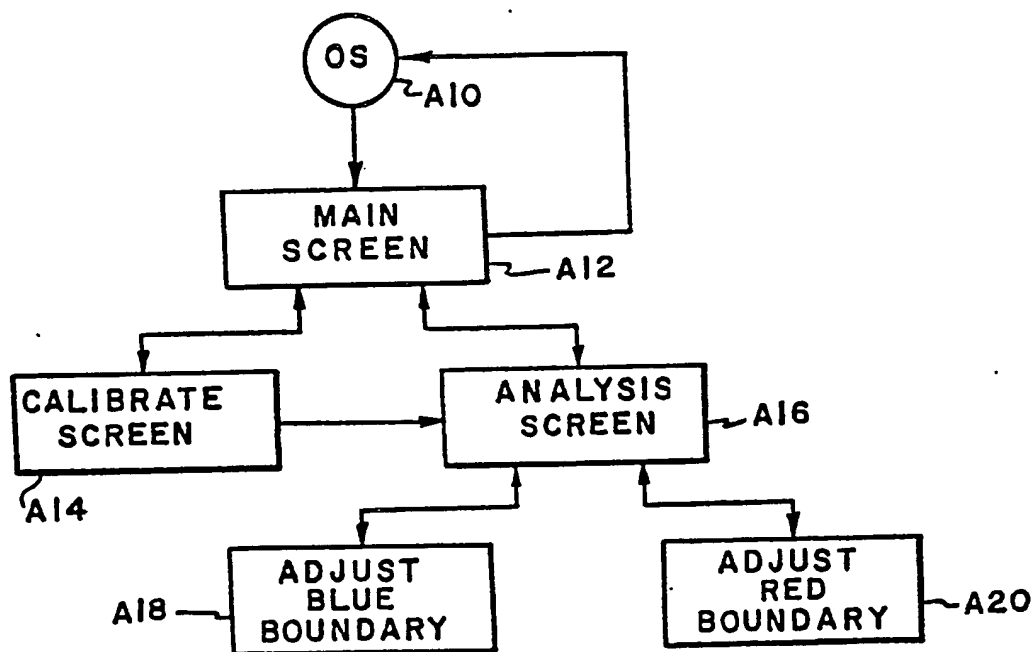 OS
A10
MAIN
SCREEN
A12
CALIBRATE
SCREEN
A14
ANALYSIS
SCREEN
A16
ADJUST
BLUE
BOUNDARY
A18
ADJUST
RED
BOUNDARY
A20